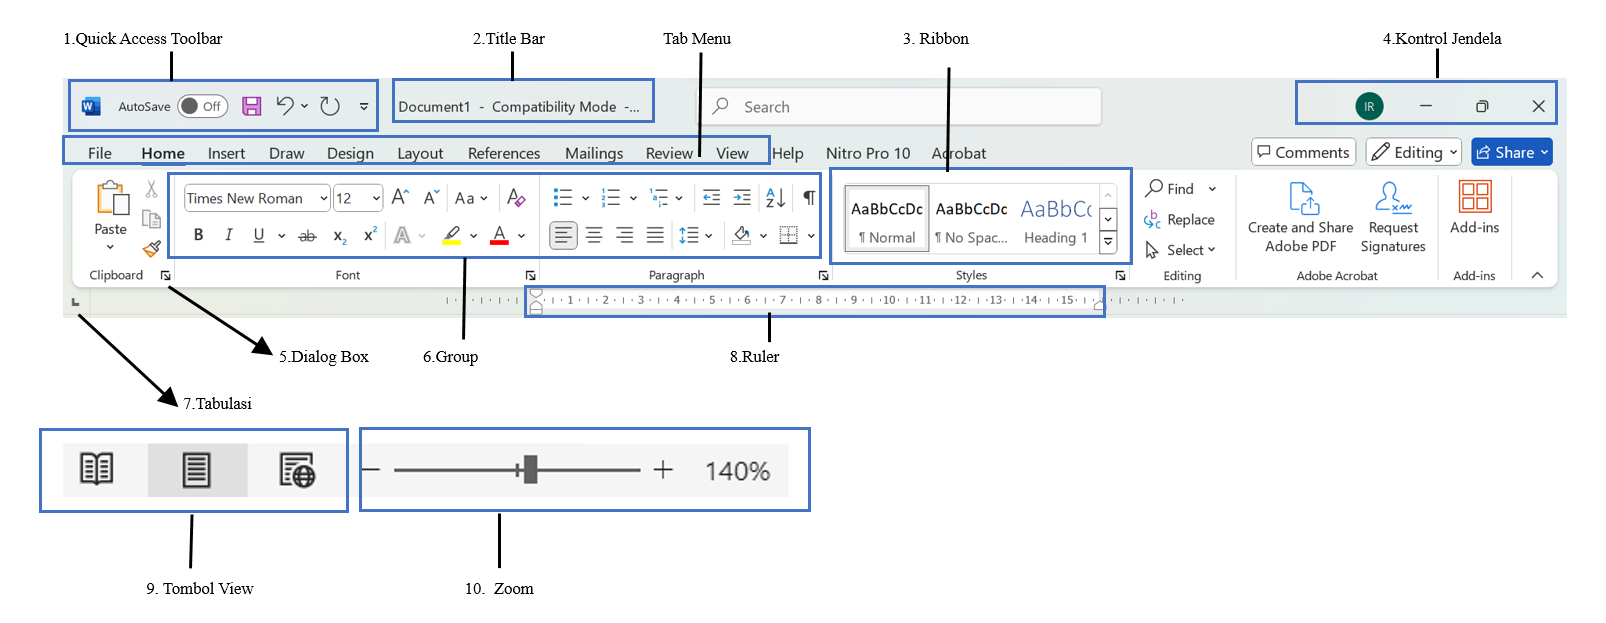 1.Quick Access Toolbar
2.Title Bar
Tab Menu
3. Ribbon
4.Kontrol Jendela
AutoSave Off
Document1 - Compatibility Mode -...
Search
IR
File Home Insert Draw Design Layout References Mailings Review View Help Nitro Pro 10 Acrobat
Comments Editing Share
Paste
Clipboard
Times New Roman 12 A A Aa A
B I U ab x2 x2 A A
Font
A Z ¶
Paragraph
AaBbCcDc AaBbCcDc AaBbCc
¶ Normal ¶ No Spac... Heading 1
Styles
Find
Replace
Select
Editing
Create and Share
Adobe PDF
Request
Signatures
Adobe Acrobat
Add-ins
Add-ins
1 2 3 4 5 6 7 8 9 10 11 12 13 14 15
5.Dialog Box
6.Group
8.Ruler
7.Tabulasi
140%
9. Tombol View
10. Zoom